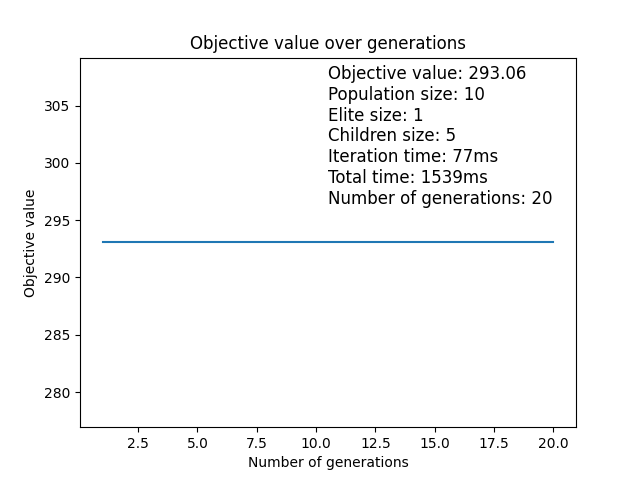 Objective value over generations
Objective value: 293.06
Population size: 10
Elite size: 1
Children size: 5
Iteration time: 77ms
Total time: 1539ms
Number of generations: 20
Objective value
305
300
295
290
285
280
2.5 5.0 7.5 10.0 12.5 15.0 17.5 20.0
Number of generations